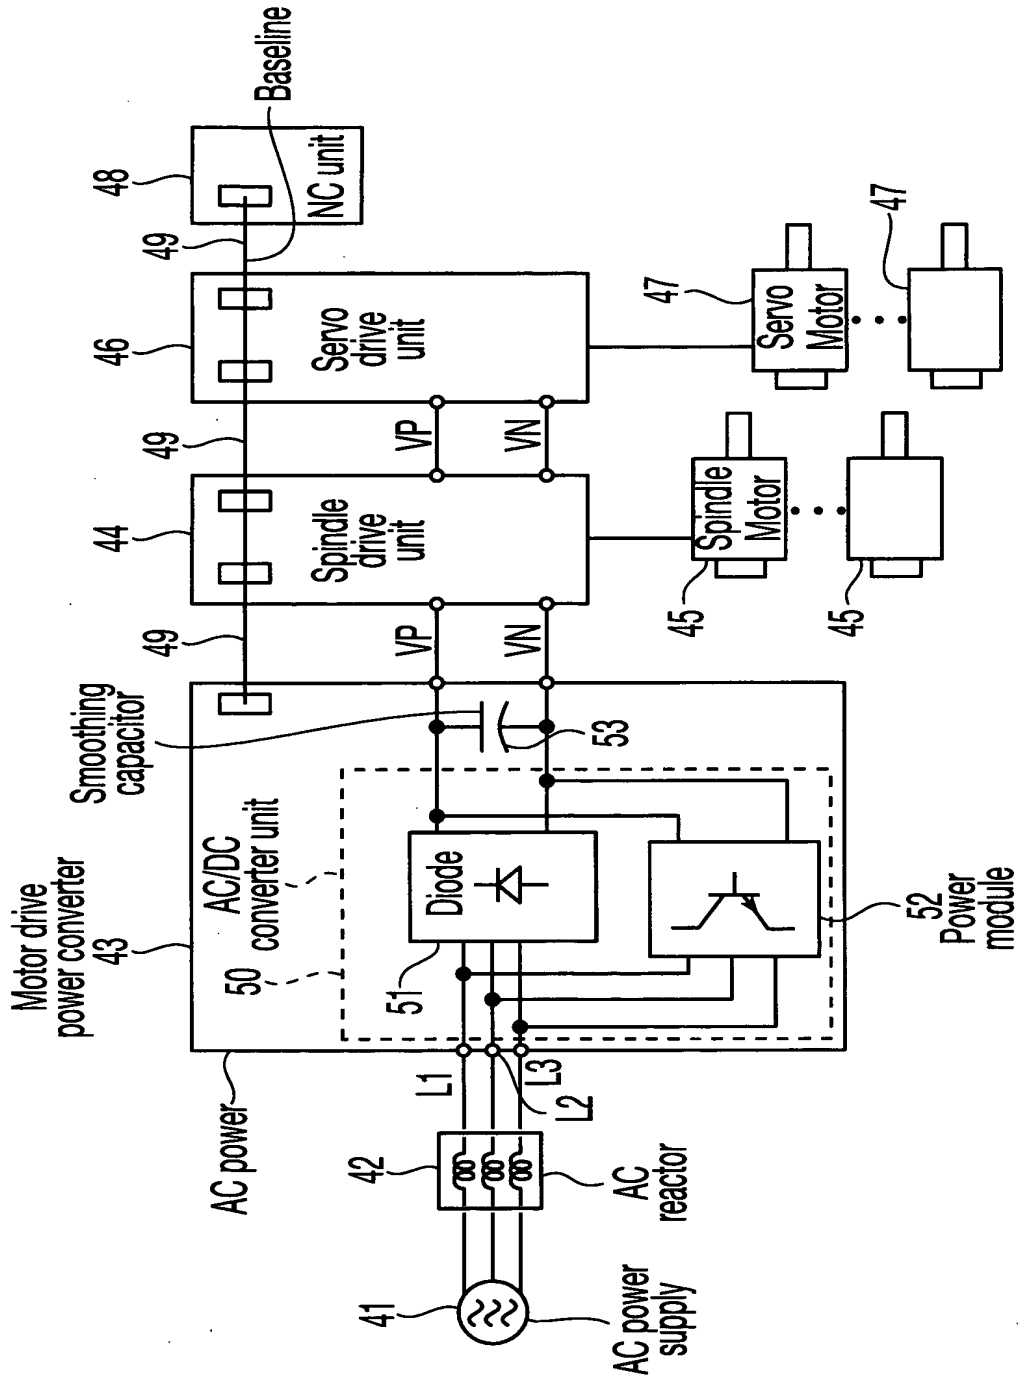 Motor drive
power converter
43
Smoothing
capacitor
AC power
50
AC/DC
converter unit
49
44
49
46
49
48
Baseline
NC unit
Spindle
drive
unit
Servo
drive
unit
VP
VN
VP
VN
41
42
L1
L2
L3
51
Diode
53
AC power
supply
AC
reactor
52
Power
module
45
Spindle
Motor
45
47
Servo
Motor
47